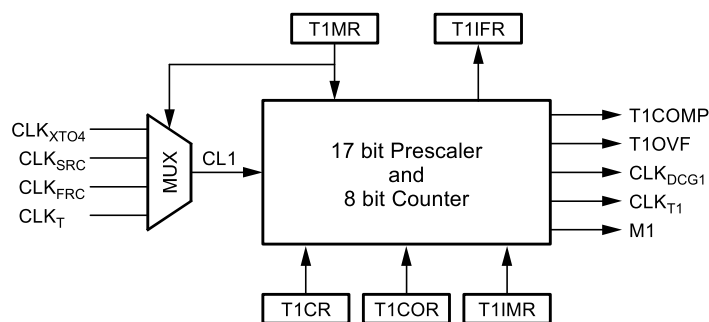 T1MR
T1IFR
CLKXTO4
CLKSRC
CLKFRC
CLKT
MUX
CL1
17 bit Prescaler
and
8 bit Counter
T1COMP
T1OVF
CLKDCG1
CLKT1
M1
T1CR
T1COR
T1IMR